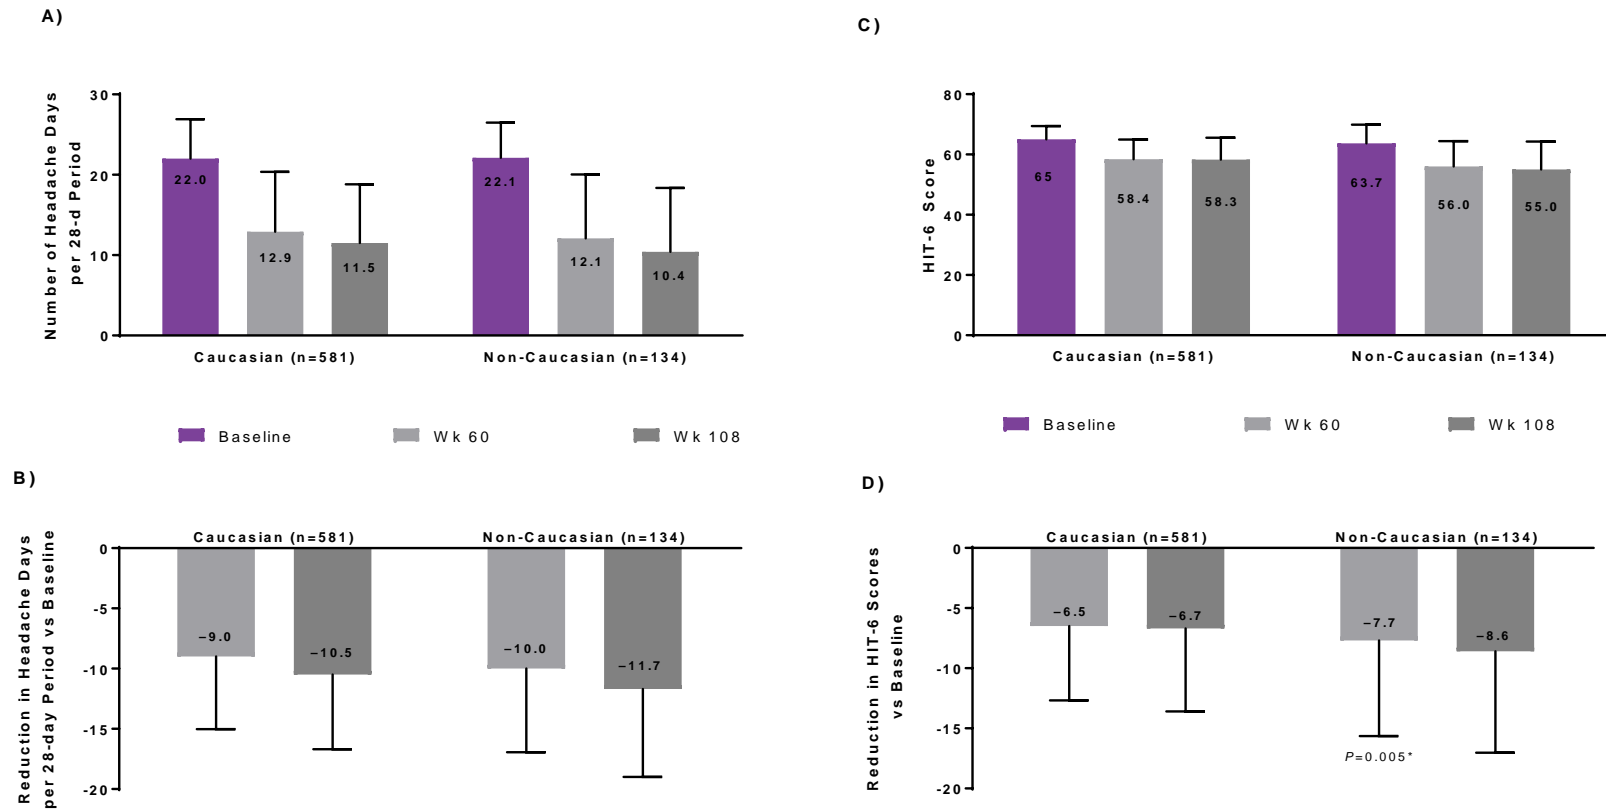 A)
Number of Headache Days
per 28-d Period
30
20
10
0
22.0
12.9
11.5
22.1
12.1
10.4
Caucasian (n=581)
Non-Caucasian (n=134)
Baseline
Wk 60
Wk 108
C)
HIT-6 Score
80
60
40
20
0
65
58.4
58.3
63.7
56.0
55.0
Caucasian (n=581)
Non-Caucasian (n=134)
Baseline
Wk 60
Wk 108
B)
Reduction in Headache Days
per 28-day Period vs Baseline
Caucasian (n=581)
Non-Caucasian (n=134)
0
-5
-10
-15
-20
–9.0
–10.5
–10.0
–11.7
D)
Reduction in HIT-6 Scores
vs Baseline
Caucasian (n=581)
Non-Caucasian (n=134)
0
-5
-10
-15
-20
–6.5
–6.7
–7.7
–8.6
P=0.005*